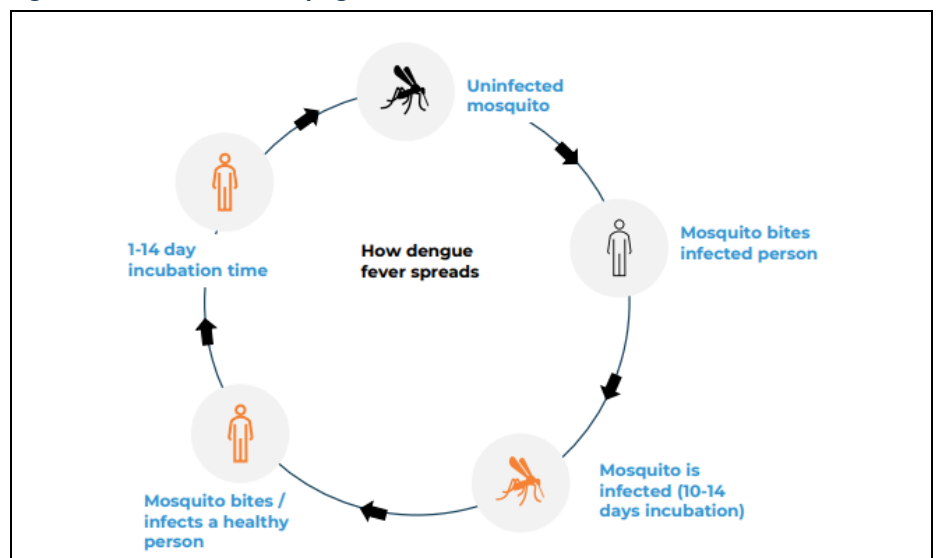 Uninfected
mosquito
Mosquito bites
infected person
Mosquito is
infected (10-14
days incubation)
Mosquito bites /
infects a healthy
person
1-14 day
incubation time
How dengue
fever spreads